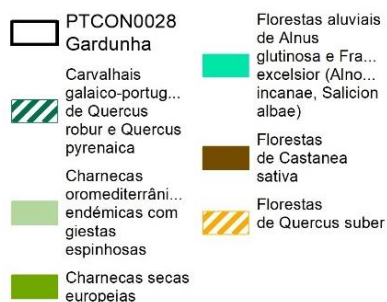 PTCON0028
Gardunha
Carvalhais
galaico-portug...
de Quercus
robur e Quercus
pyrenaica
Charnecas
oromediterrâni...
endémicas com
giestas
espinhosas
Charnecas secas
europeias
Florestas aluviais
de Alnus
glutinosa e Fra...
excelsior (Alno...
incanae, Salicion
albae)
Florestas
de Castanea
sativa
Florestas
de Quercus suber